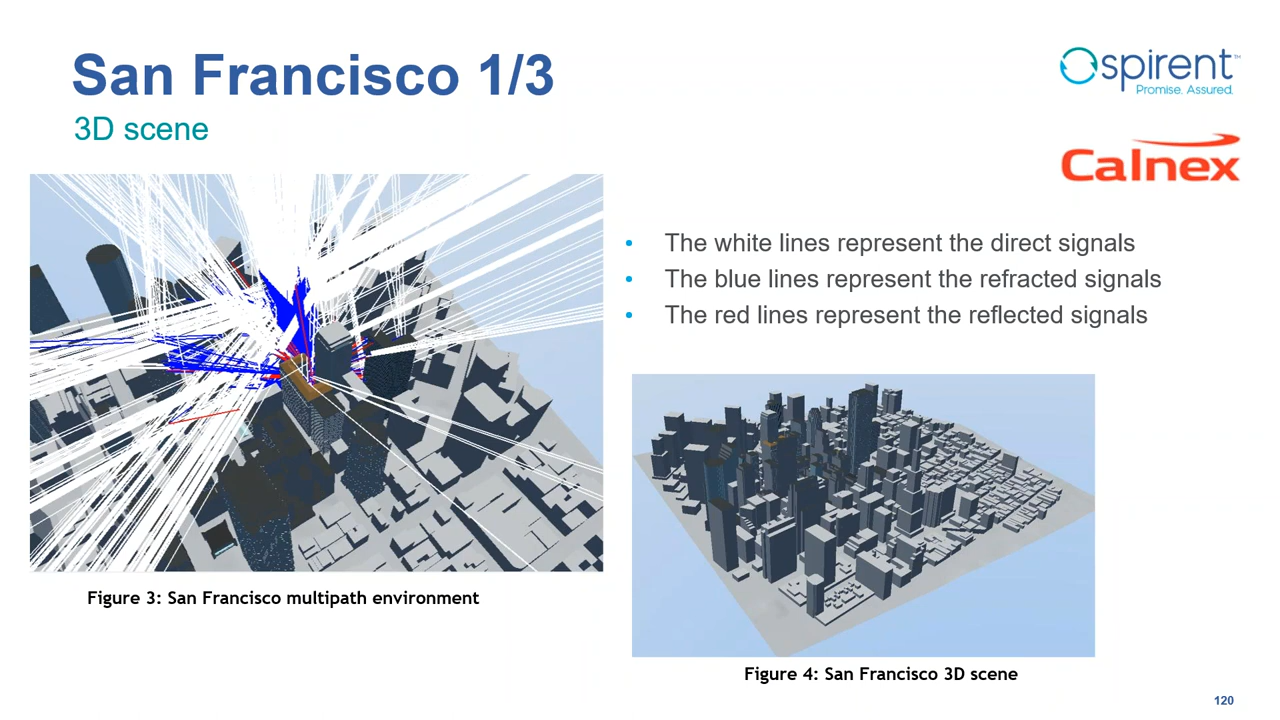 San Francisco 1/3
3D scene
spirent™
Promise. Assured.
Calnex
• The white lines represent the direct signals
• The blue lines represent the refracted signals
• The red lines represent the reflected signals
Figure 3: San Francisco multipath environment
Figure 4: San Francisco 3D scene
120